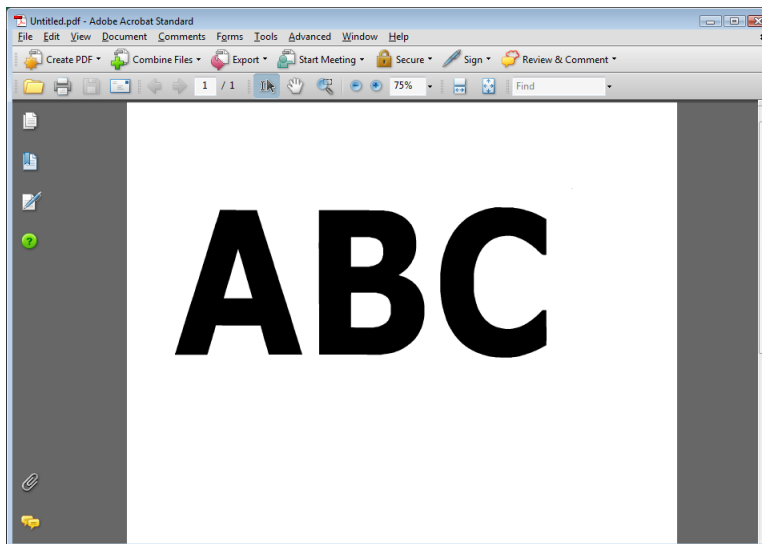 Untitled.pdf - Adobe Acrobat Standard
File Edit View Document Comments Forms Tools Advanced Window Help
Create PDF Combine Files Export Start Meeting Secure Sign Review & Comment
1 / 1 75% Find
ABC